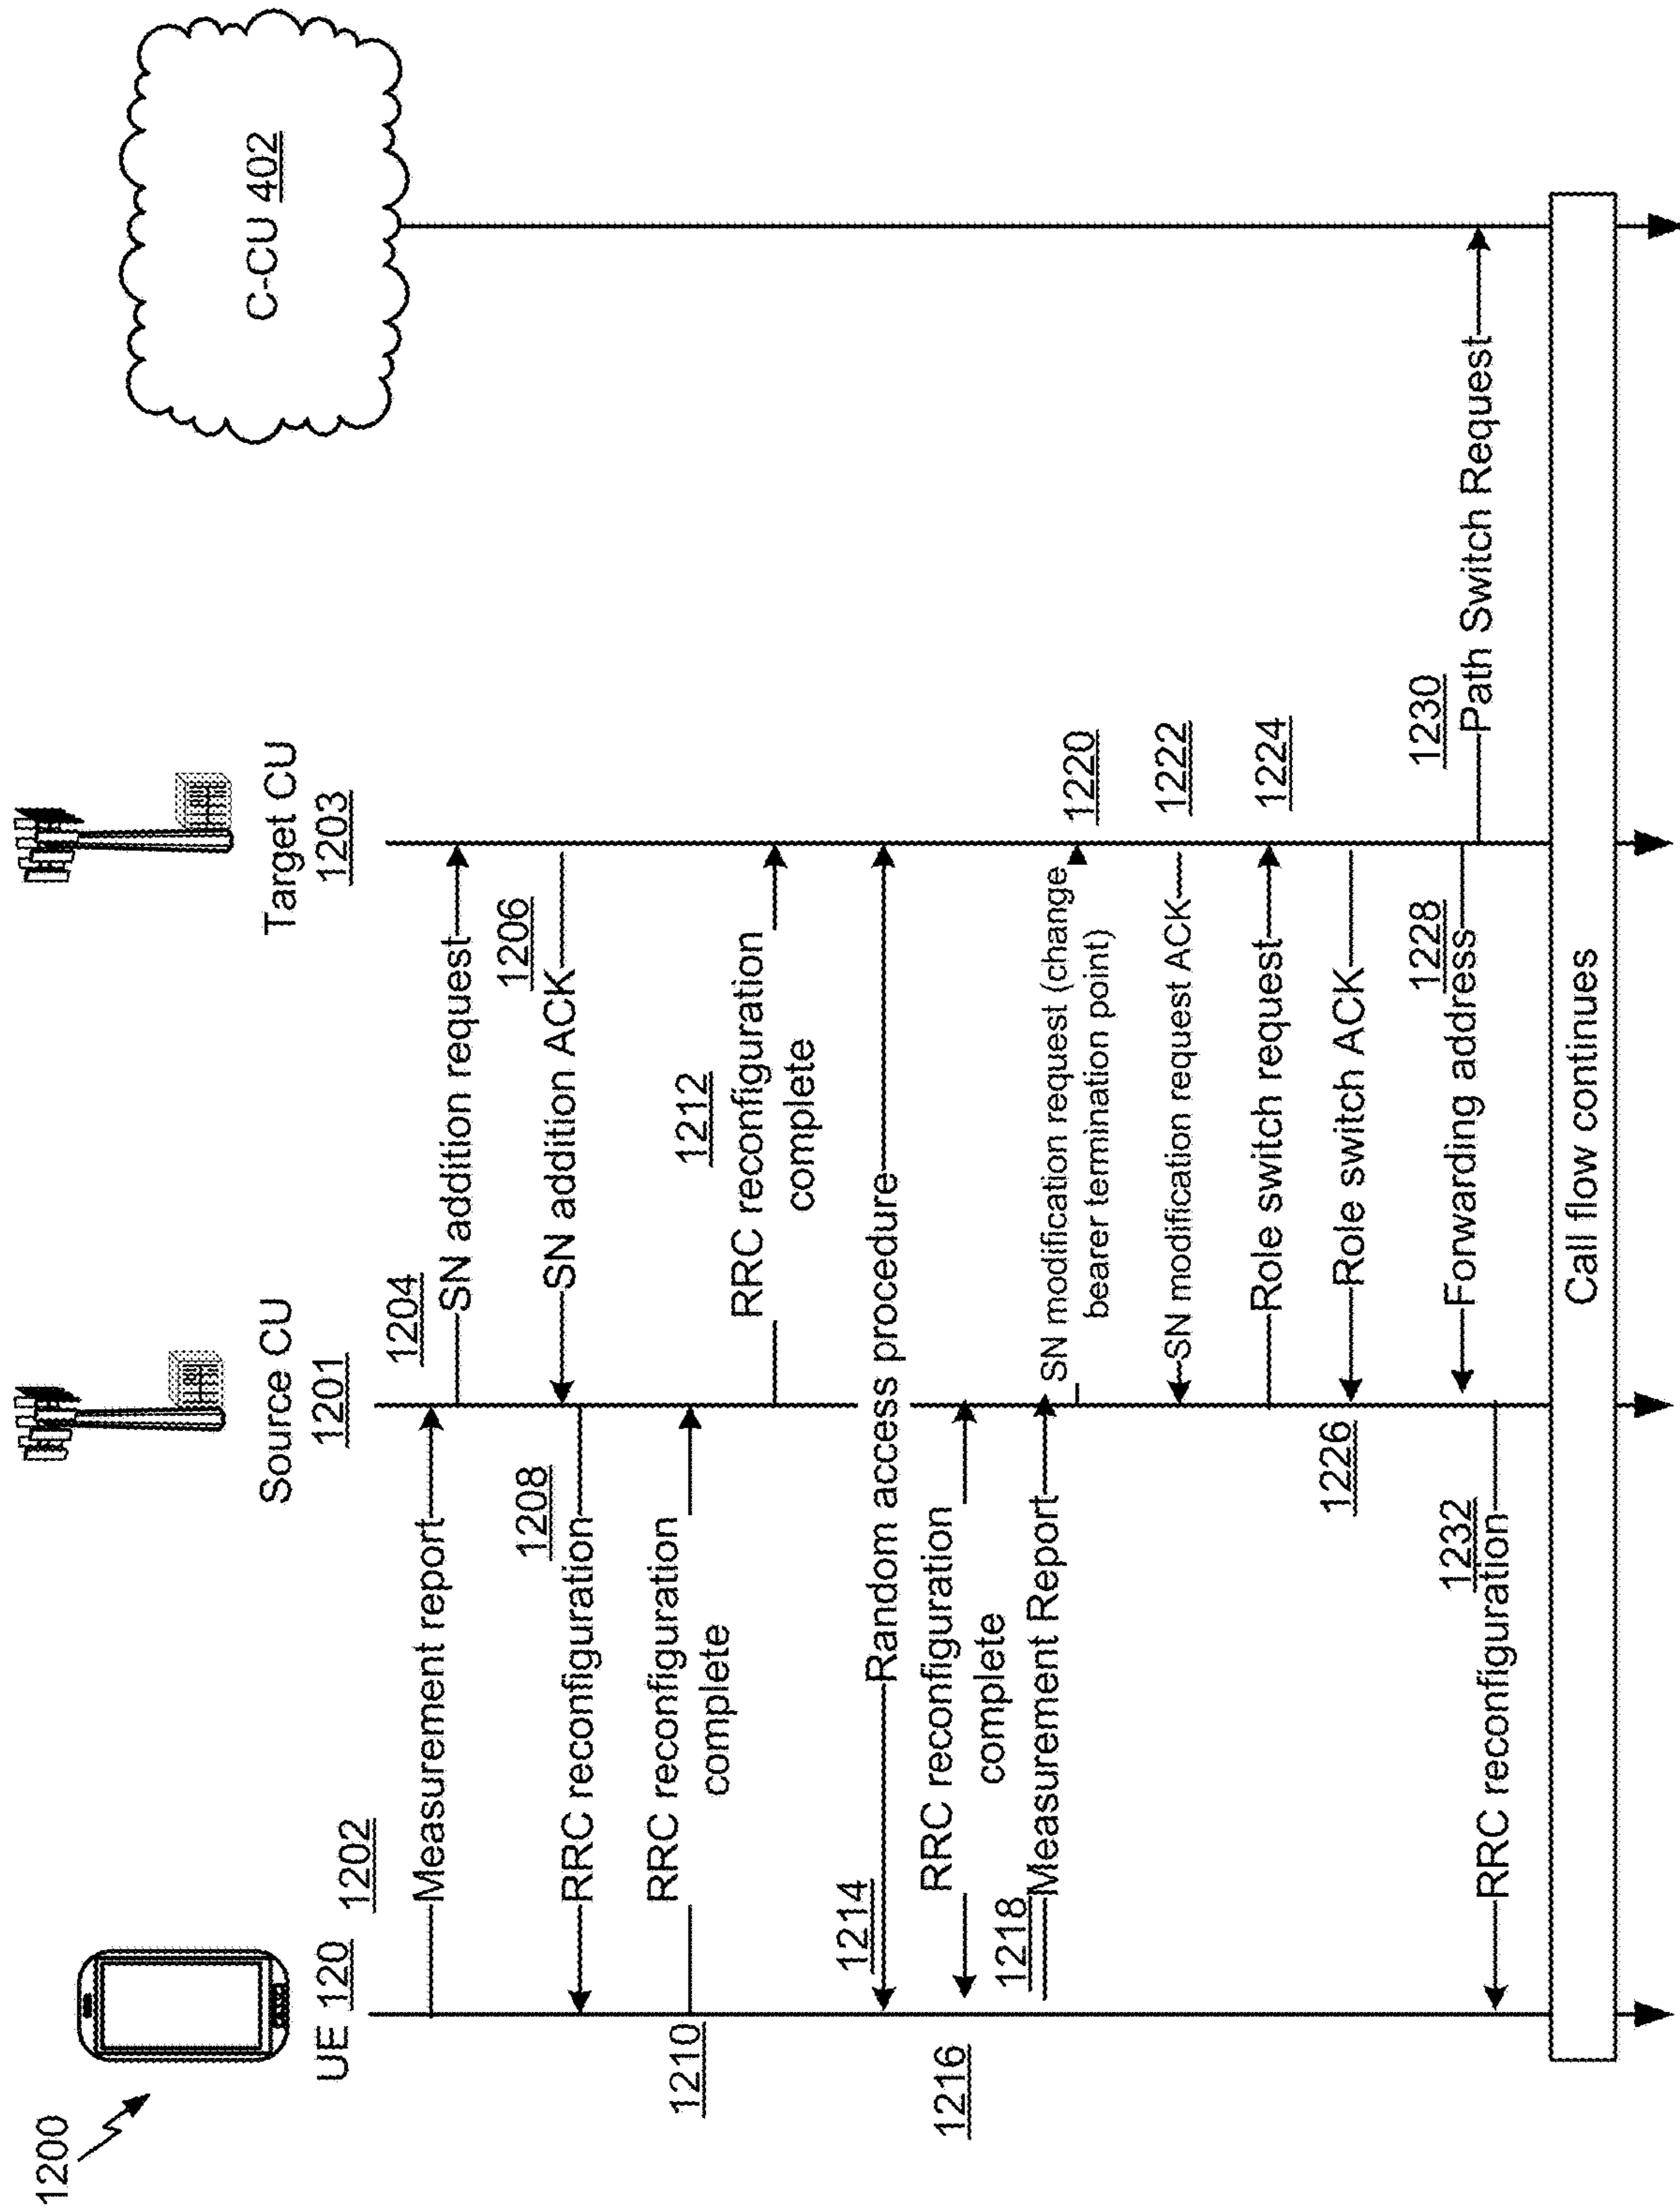 1200
UE 120
Source CU
1201
Target CU
1203
C-CU 402
1202
Measurement report
1204
SN addition request
1206
SN addition ACK
1208
RRC reconfiguration
1210
RRC reconfiguration
complete
1212
RRC reconfiguration
complete
1214
Random access procedure
1216
RRC reconfiguration
complete
1218
Measurement Report
1220
SN modification request (change
bearer termination point)
1222
SN modification request ACK
1224
Role switch request
1226
Role switch ACK
1228
Forwarding address
1230
Path Switch Request
1232
RRC reconfiguration
Call flow continues